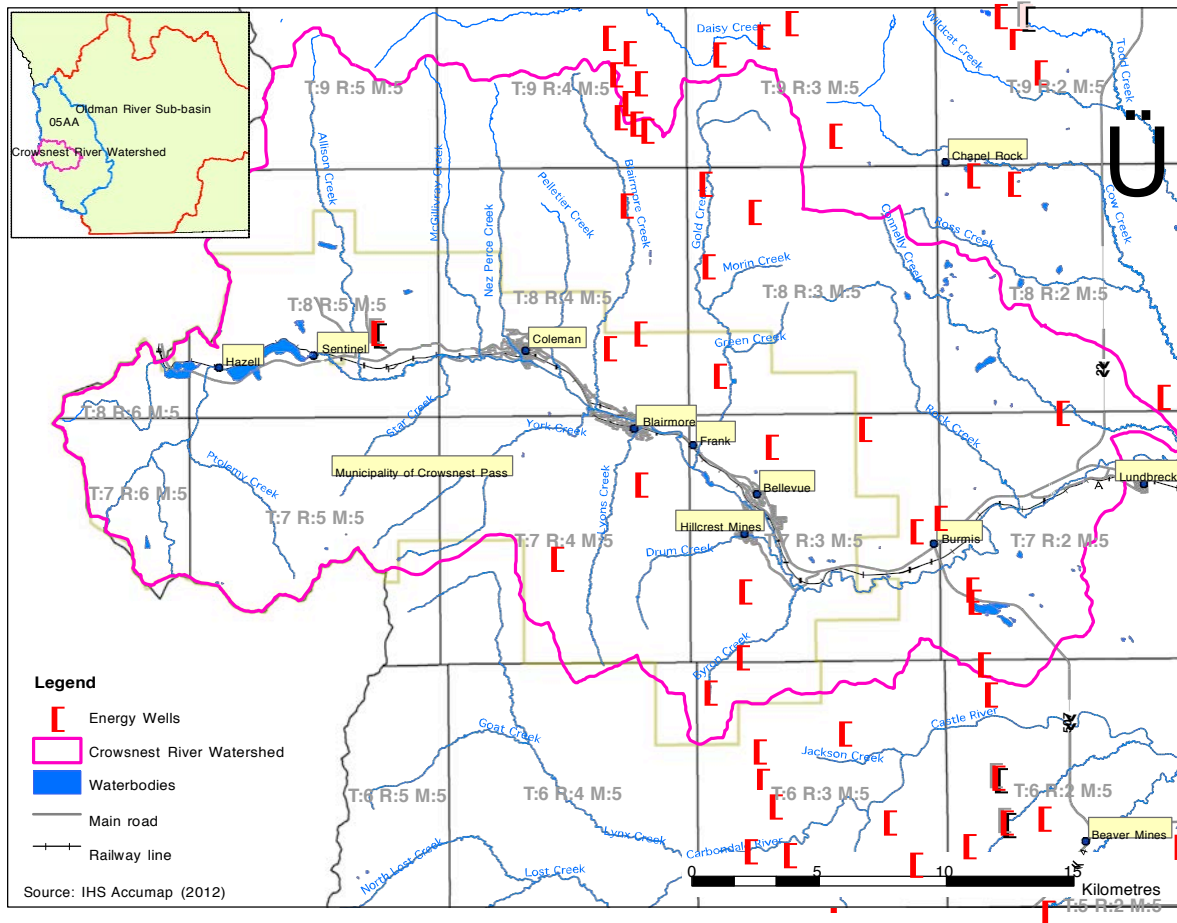 Oldman River Sub-basin
05AA
Crowsnest River Watershed
Daisy Creek
Wildcat Creek
Todd Creek
T:9 R:5 M:5
T:9 R:4 M:5
T:9 R:3 M:5
T:9 R:2 M:5
Ü
Allison Creek
McGillivray Creek
Nez Perce Creek
Pelletier Creek
Blairmore Creek
Gold Creek
Chapel Rock
Cow Creek
Connelly Creek
Ross Creek
Morin Creek
T:8 R:5 M:5
T:8 R:4 M:5
T:8 R:3 M:5
T:8 R:2 M:5
Hazell
Sentinel
Coleman
Green Creek
22
T:8 R:6 M:5
Star Creek
York Creek
Blairmore
Frank
Rock Creek
Ptolemy Creek
Municipality of Crowsnest Pass
Lyons Creek
Bellevue
Lundbreck
T:7 R:6 M:5
T:7 R:5 M:5
T:7 R:4 M:5
Hillcrest Mines
T:7 R:3 M:5
Burmis
T:7 R:2 M:5
Drum Creek
Byron Creek
Legend
Energy Wells
Crowsnest River Watershed
Waterbodies
Main road
Railway line
Source: IHS Accumap (2012)
Goat Creek
Castle River
507
Jackson Creek
T:6 R:5 M:5
T:6 R:4 M:5
T:6 R:3 M:5
T:6 R:2 M:5
Lynx Creek
Carbondale River
Beaver Mines
North Lost Creek
Lost Creek
0 5 10 15
Kilometres
T:5 R:2 M:5